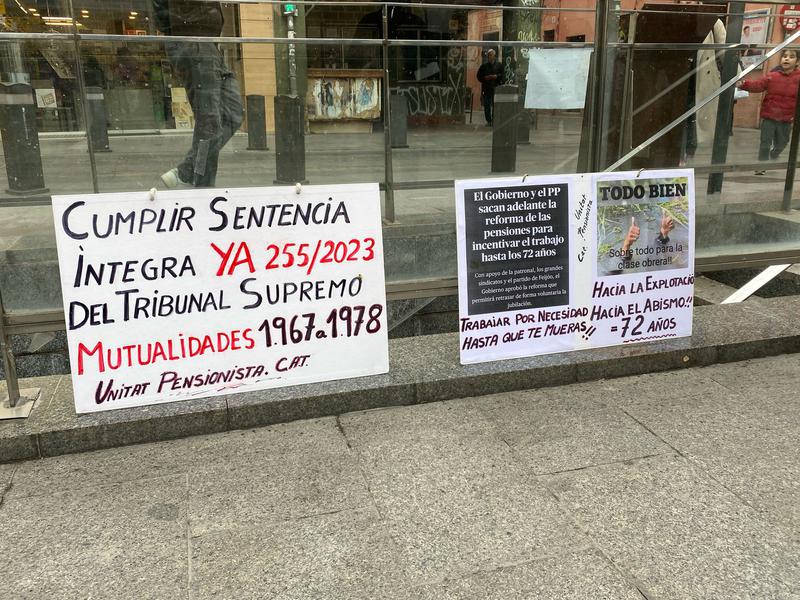 CUMPLIR SENTENCIA
ÌNTEGRA YA 255/2023
DEL TRIBUNAL SUPREMO
MUTUALIDADES 1.967a1978
UNITAT PENSIONISTA. CAT.
El Gobierno y el PP
sacan adelante la
reforma de las
pensiones para
incentivar el trabajo
hasta los 72 años
Con apoyo de la patronal, los grandes
sindicatos y el partido de Feijóo, el
Gobierno aprobó la reforma que
permitirá retrasar de forma voluntaria la
jubilación.
Unitat
Pensionista
TODO BIEN
Sobre todo para la
clase obrera!!
TRABAJAR POR NECESIDAD
HASTA QUE TE MUERAS!!
HACIA LA EXPLOTACIÓ
HACIA EL ABISMO.!!
=72 AÑOS